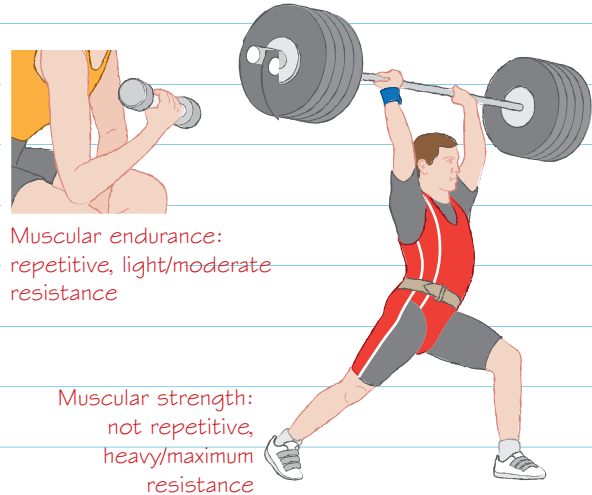 Muscular endurance:
repetitive, light/moderate
resistance
Muscular strength:
not repetitive,
heavy/maximum
resistance